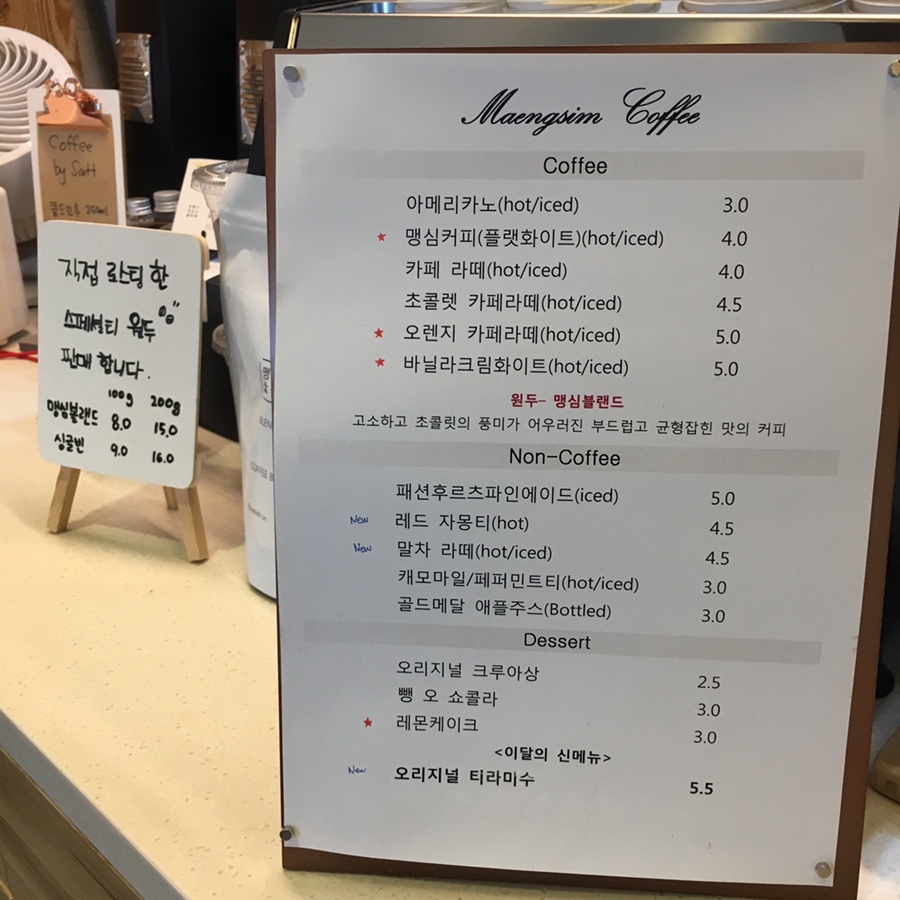 Coffee
by Scott
콜드브루 250ml
직접 로스팅 한
스페셜티 원두
판매 합니다.
100g 200g
맹심블랜드 8.0 15.0
싱글빈 9.0 16.0
Maengsim Coffee
Coffee
아메리카노(hot/iced) 3.0
맹심커피(플랫화이트)(hot/iced) 4.0
카페 라떼(hot/iced) 4.0
초콜렛 카페라떼(hot/iced) 4.5
오렌지 카페라떼(hot/iced) 5.0
바닐라크림화이트(hot/iced) 5.0
원두- 맹심블랜드
고소하고 초콜릿의 풍미가 어우러진 부드럽고 균형잡힌 맛의 커피
Non-Coffee
패션후르츠파인에이드(iced) 5.0
New 레드 자몽티(hot) 4.5
New 말차 라떼(hot/iced) 4.5
캐모마일/페퍼민트티(hot/iced) 3.0
골드메달 애플주스(Bottled) 3.0
Dessert
오리지널 크루아상 2.5
뺑 오 쇼콜라 3.0
레몬케이크 3.0
<이달의 신메뉴>
New 오리지널 티라미수 5.5